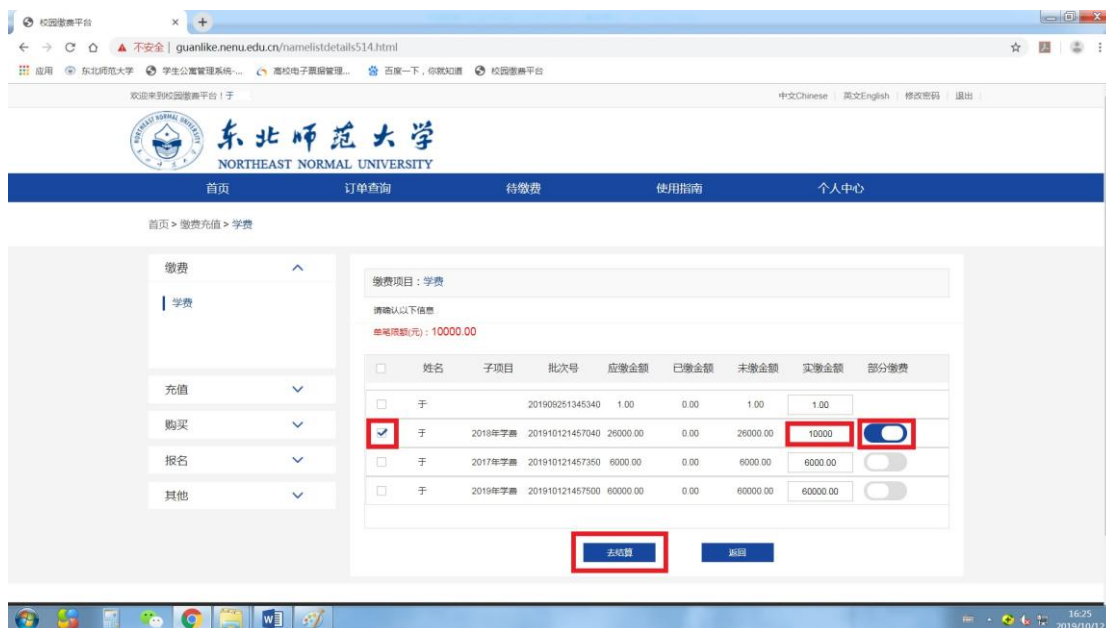 校园缴费平台
不安全 | guanlike.nenu.edu.cn/namelistdetails514.html
应用 东北师范大学 学生公寓管理系统-... 高校电子票据管理... 百度一下，你就知道 校园缴费平台
欢迎来到校园缴费平台！于 中文Chinese 英文English 修改密码 退出
东北师范大学
NORTHEAST NORMAL UNIVERSITY
首页 订单查询 待缴费 使用指南 个人中心
首页 > 缴费充值 > 学费
缴费
学费
充值
购买
报名
其他
缴费项目：学费
请确认以下信息
单笔限额(元)：10000.00
姓名 子项目 批次号 应缴金额 已缴金额 未缴金额 实缴金额 部分缴费
于 201909251345340 1.00 0.00 1.00 1.00
于 2018年学费 201910121457040 26000.00 0.00 26000.00 10000
于 2017年学费 201910121457350 6000.00 0.00 6000.00 6000.00
于 2019年学费 201910121457500 60000.00 0.00 60000.00 60000.00
去结算 返回
16:25
2019/10/12